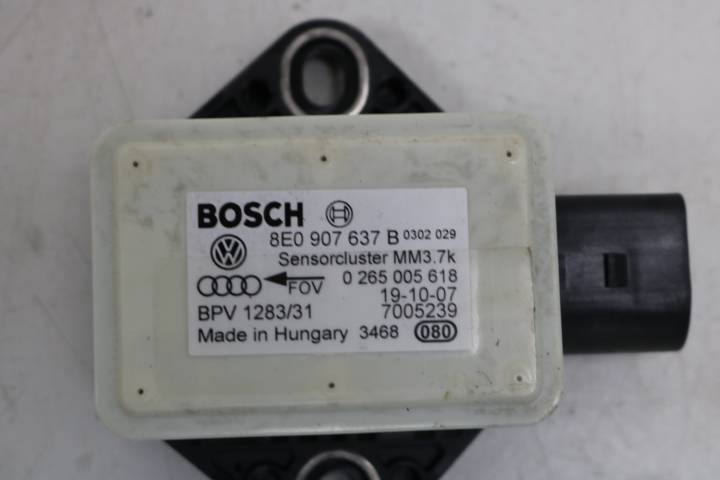 BOSCH
8E0 907 637 B 0302 029
Sensorcluster MM3.7k
FOV 0 265 005 618
19-10-07
BPV 1283/31 7005239
Made in Hungary 3468 080